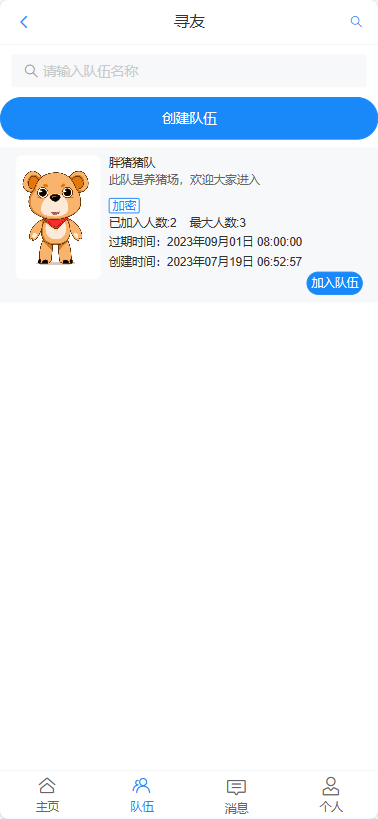 寻友
请输入队伍名称
创建队伍
胖猪猪队
此队是养猪场，欢迎大家进入
加密
已加入人数:2 最大人数:3
过期时间：2023年09月01日 08:00:00
创建时间：2023年07月19日 06:52:57
加入队伍
主页 队伍 消息 个人